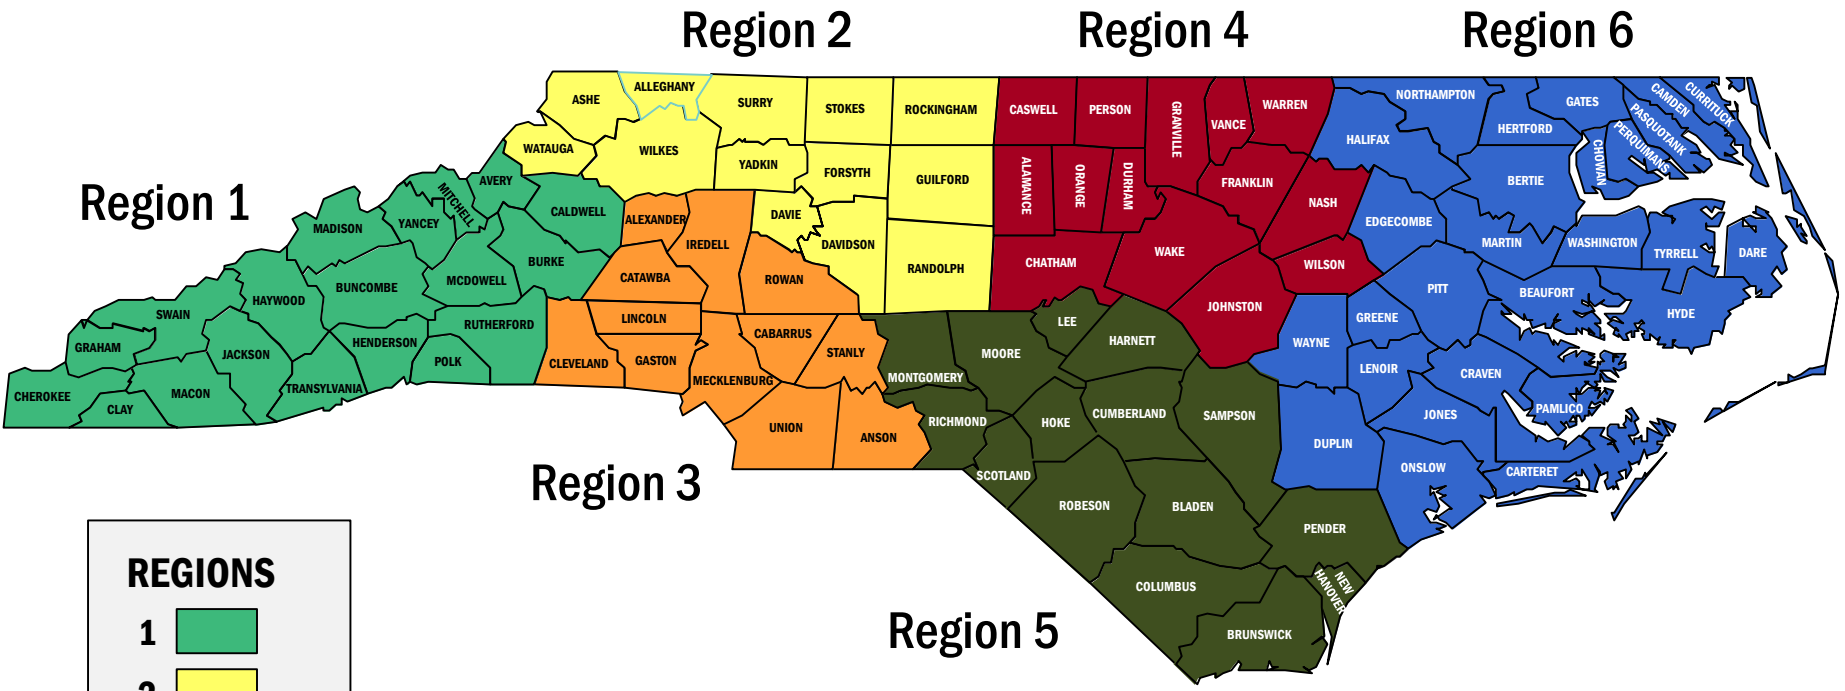 Region 2
Region 4
Region 6
Region 1
ASHE
ALLEGHANY
SURRY
STOKES
ROCKINGHAM
WATAUGA
WILKES
YADKIN
FORSYTH
GUILFORD
DAVIE
DAVIDSON
RANDOLPH
CASWELL
PERSON
GRANVILLE
VANCE
WARREN
ALAMANCE
ORANGE
DURHAM
FRANKLIN
NASH
WAKE
CHATHAM
WILSON
JOHNSTON
NORTHAMPTON
GATES
CAMDEN
CURRITUCK
PASQUOTANK
PERQUIMANS
HERTFORD
HALIFAX
CHOWAN
BERTIE
EDGECOMBE
MARTIN
WASHINGTON
TYRRELL
DARE
PITT
BEAUFORT
HYDE
GREENE
WAYNE
LENOIR
CRAVEN
PAMLICO
JONES
DUPLIN
ONSLOW
CARTERET
AVERY
MITCHELL
CALDWELL
YANCEY
MADISON
BURKE
MCDOWELL
BUNCOMBE
HAYWOOD
SWAIN
RUTHERFORD
HENDERSON
POLK
GRAHAM
JACKSON
TRANSYLVANIA
MACON
CHEROKEE
CLAY
ALEXANDER
IREDELL
CATAWBA
ROWAN
LINCOLN
CABARRUS
STANLY
CLEVELAND
GASTON
MECKLENBURG
UNION
ANSON
Region 3
LEE
HARNETT
MOORE
MONTGOMERY
RICHMOND
HOKE
CUMBERLAND
SAMPSON
SCOTLAND
ROBESON
BLADEN
PENDER
COLUMBUS
NEW
HANOVER
BRUNSWICK
Region 5
REGIONS
1
2